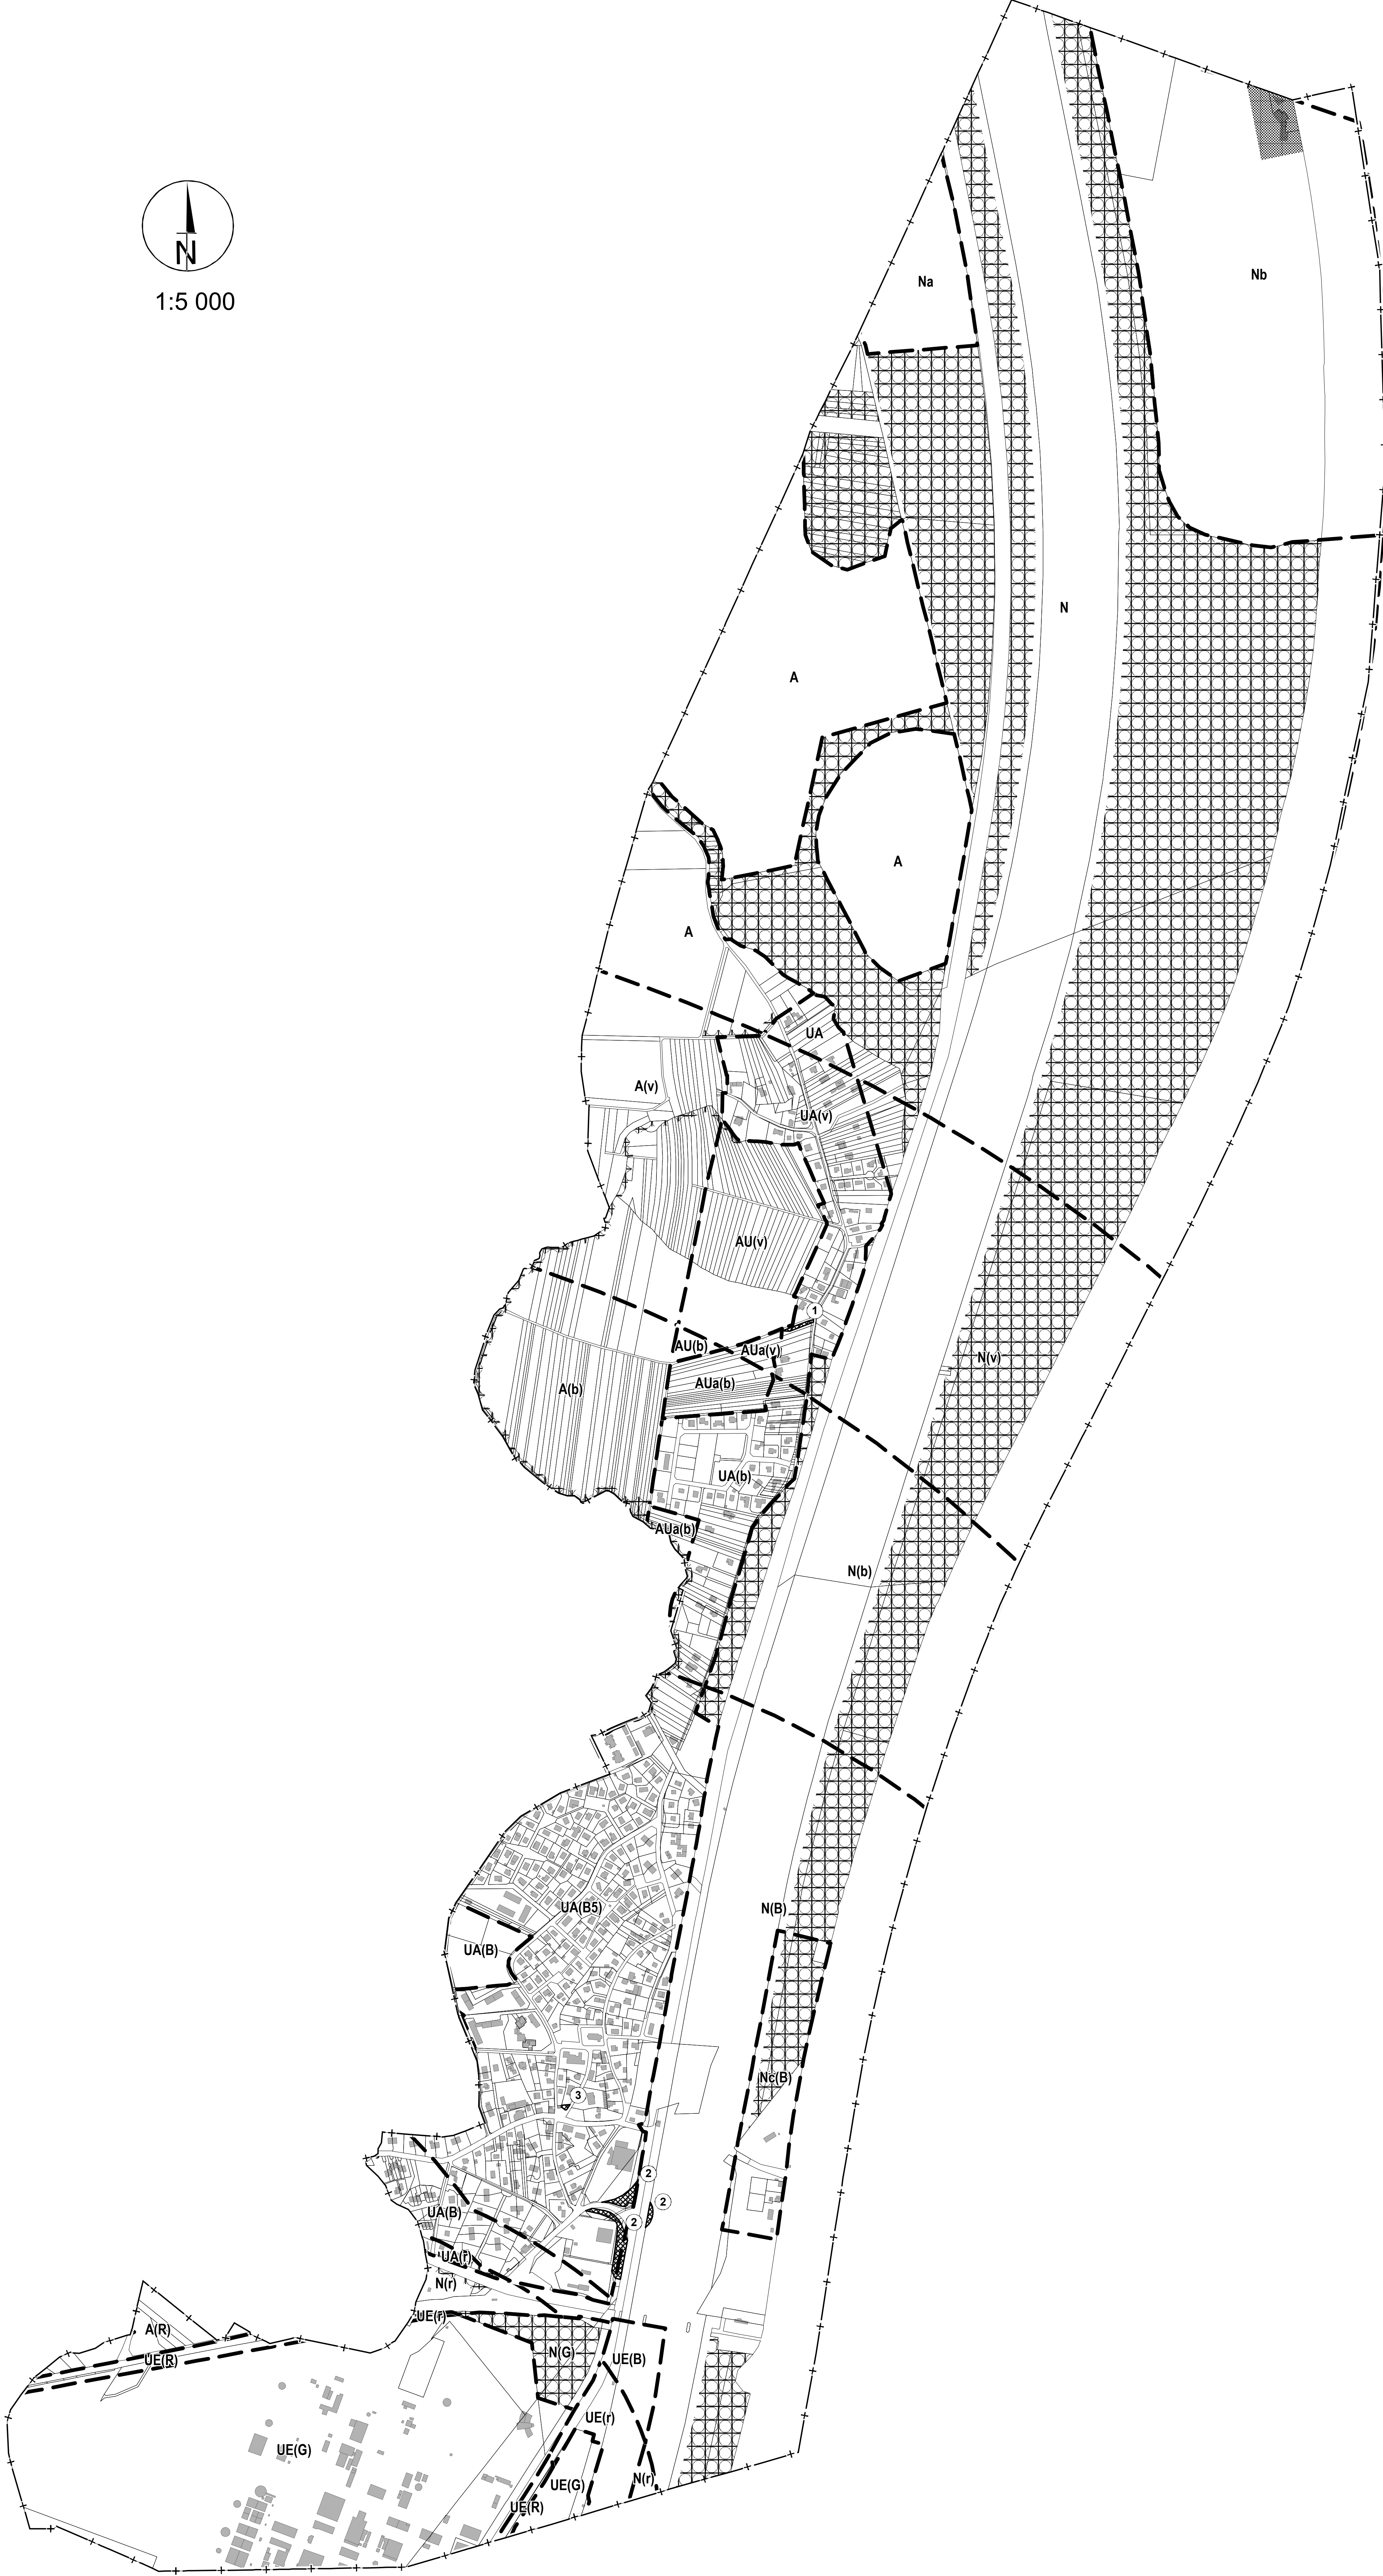 N
1:5 000
Na
Nb
N
A
A
A
UA
A(v)
UA(v)
AU(v)
1
AU(b)
AUa(v)
N(v)
AUa(b)
A(b)
UA(b)
AUa(b)
N(b)
UA(B5)
N(B)
UA(B)
Nc(B)
3
2
2
UA(B)
2
UA(r)
N(r)
UE(r)
A(R)
N(G)
UE(R)
UE(B)
UE(r)
UE(G)
N(r)
UE(G)
UE(R)